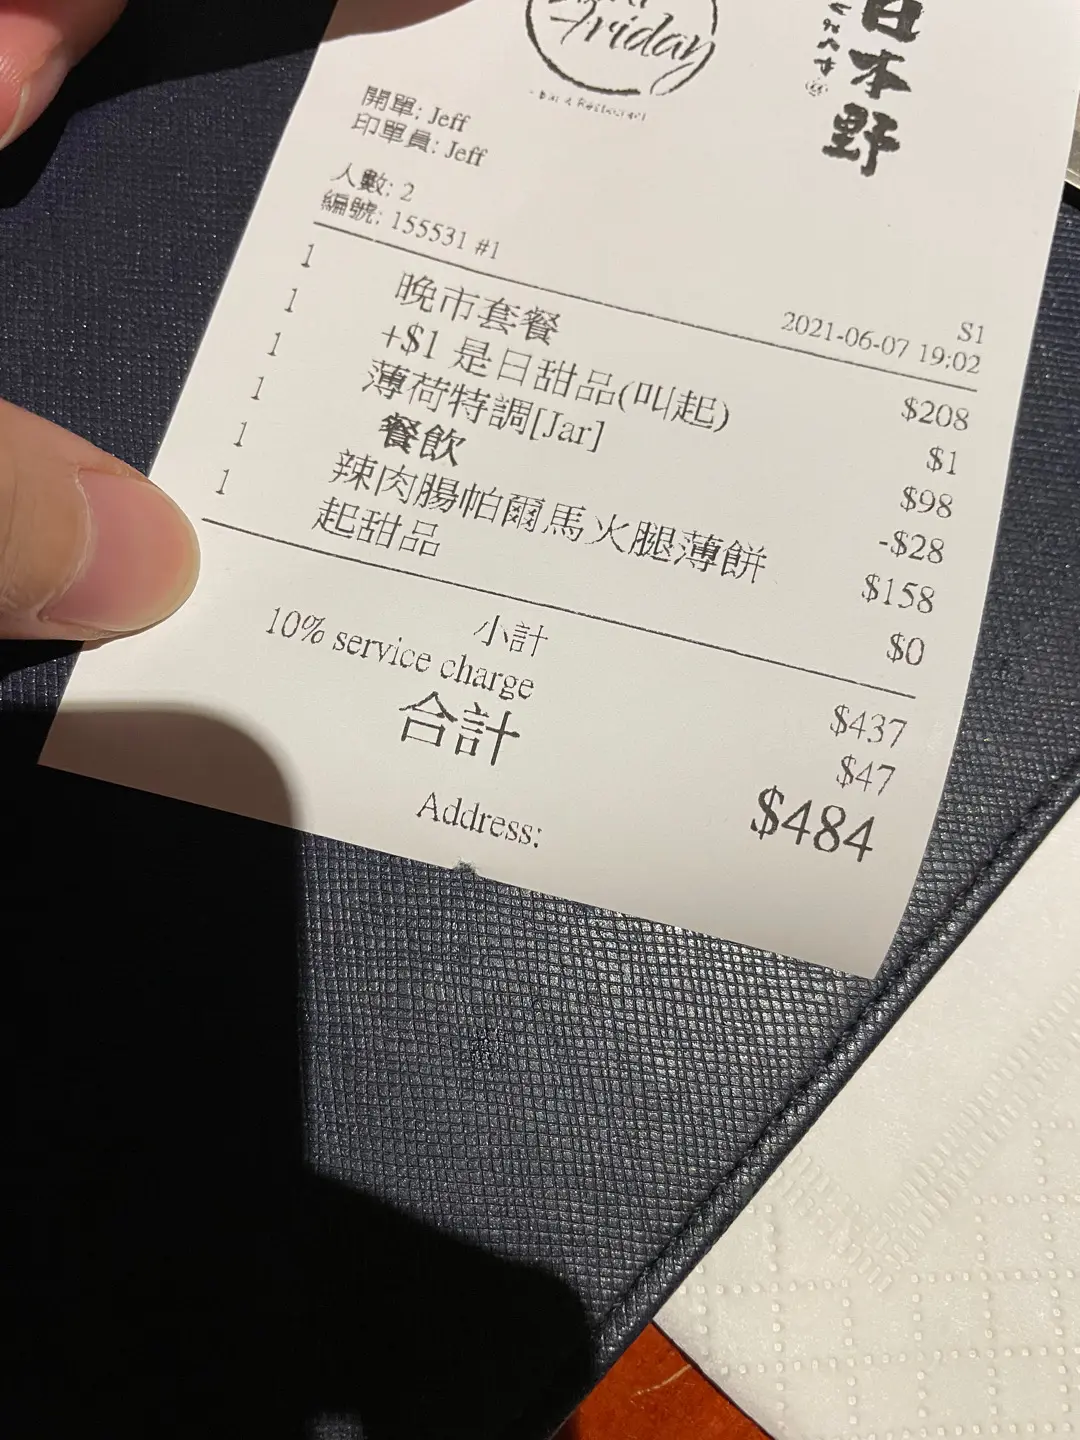 Friday
日本野
開單: Jeff
印單員: Jeff
人數: 2
編號: 155531 #1
S1
2021-06-07 19:02
1 晚市套餐 $208
1 +$1 是日甜品(叫起) $1
1 薄荷特調[Jar] $98
1 餐飲 -$28
1 辣肉腸帕爾馬火腿薄餅 $158
1 起甜品 $0
小計 $437
10% service charge $47
合計 $484
Address: